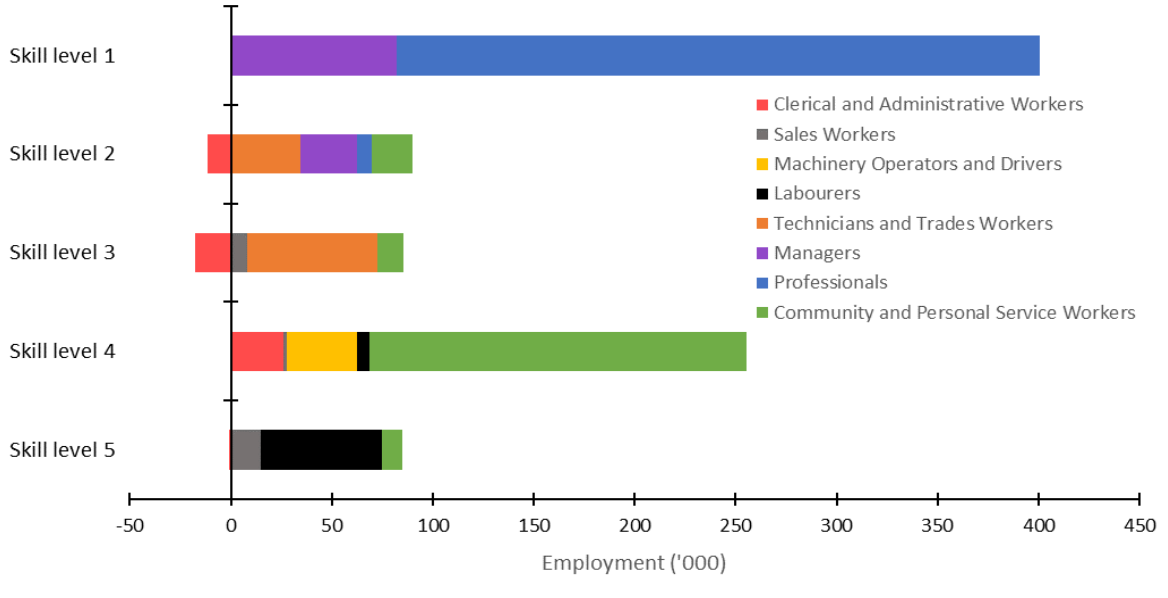 Skill level 1
Clerical and Administrative Workers
Skill level 2
Sales Workers
Machinery Operators and Drivers
Labourers
Technicians and Trades Workers
Skill level 3
Managers
Professionals
Community and Personal Service Workers
Skill level 4
Skill level 5
-50 0 50 100 150 200 250 300 350 400 450
Employment ('000)